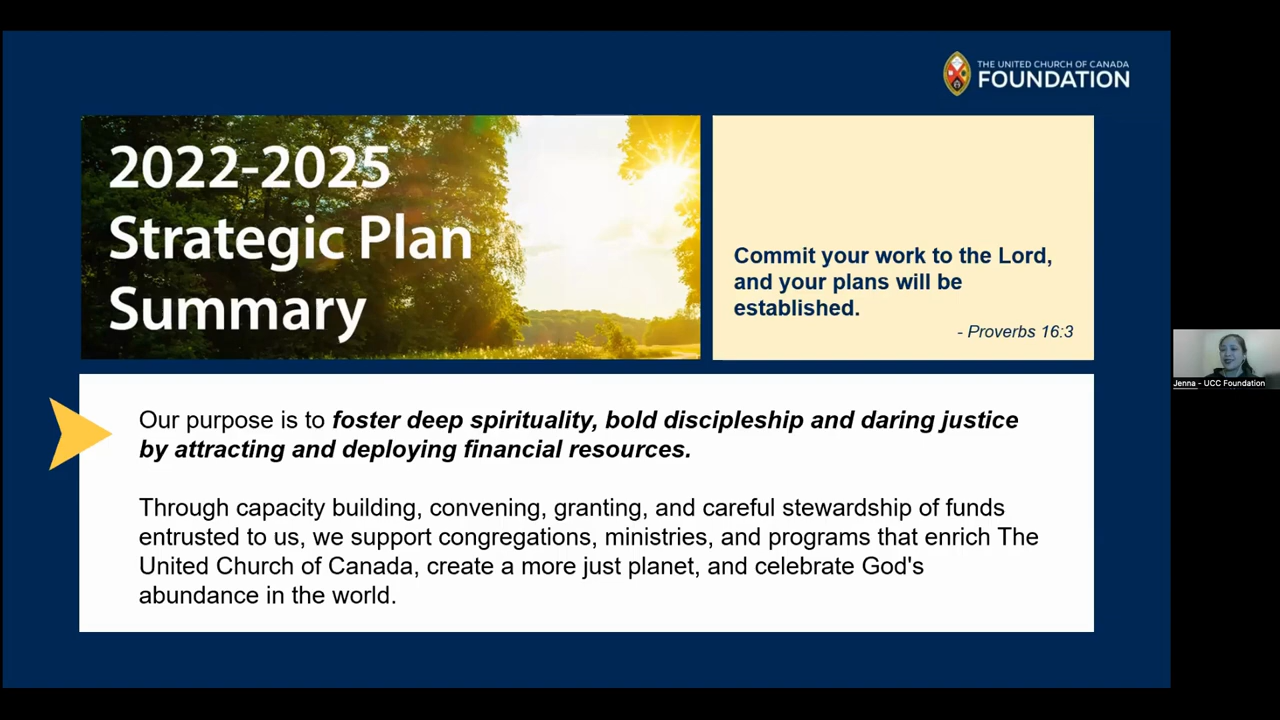 THE UNITED CHURCH OF CANADA
FOUNDATION
2022-2025
Strategic Plan
Summary
Commit your work to the Lord,
and your plans will be
established.
- Proverbs 16:3
Our purpose is to foster deep spirituality, bold discipleship and daring justice
by attracting and deploying financial resources.
Through capacity building, convening, granting, and careful stewardship of funds
entrusted to us, we support congregations, ministries, and programs that enrich The
United Church of Canada, create a more just planet, and celebrate God's
abundance in the world.
Jenna - UCC Foundation